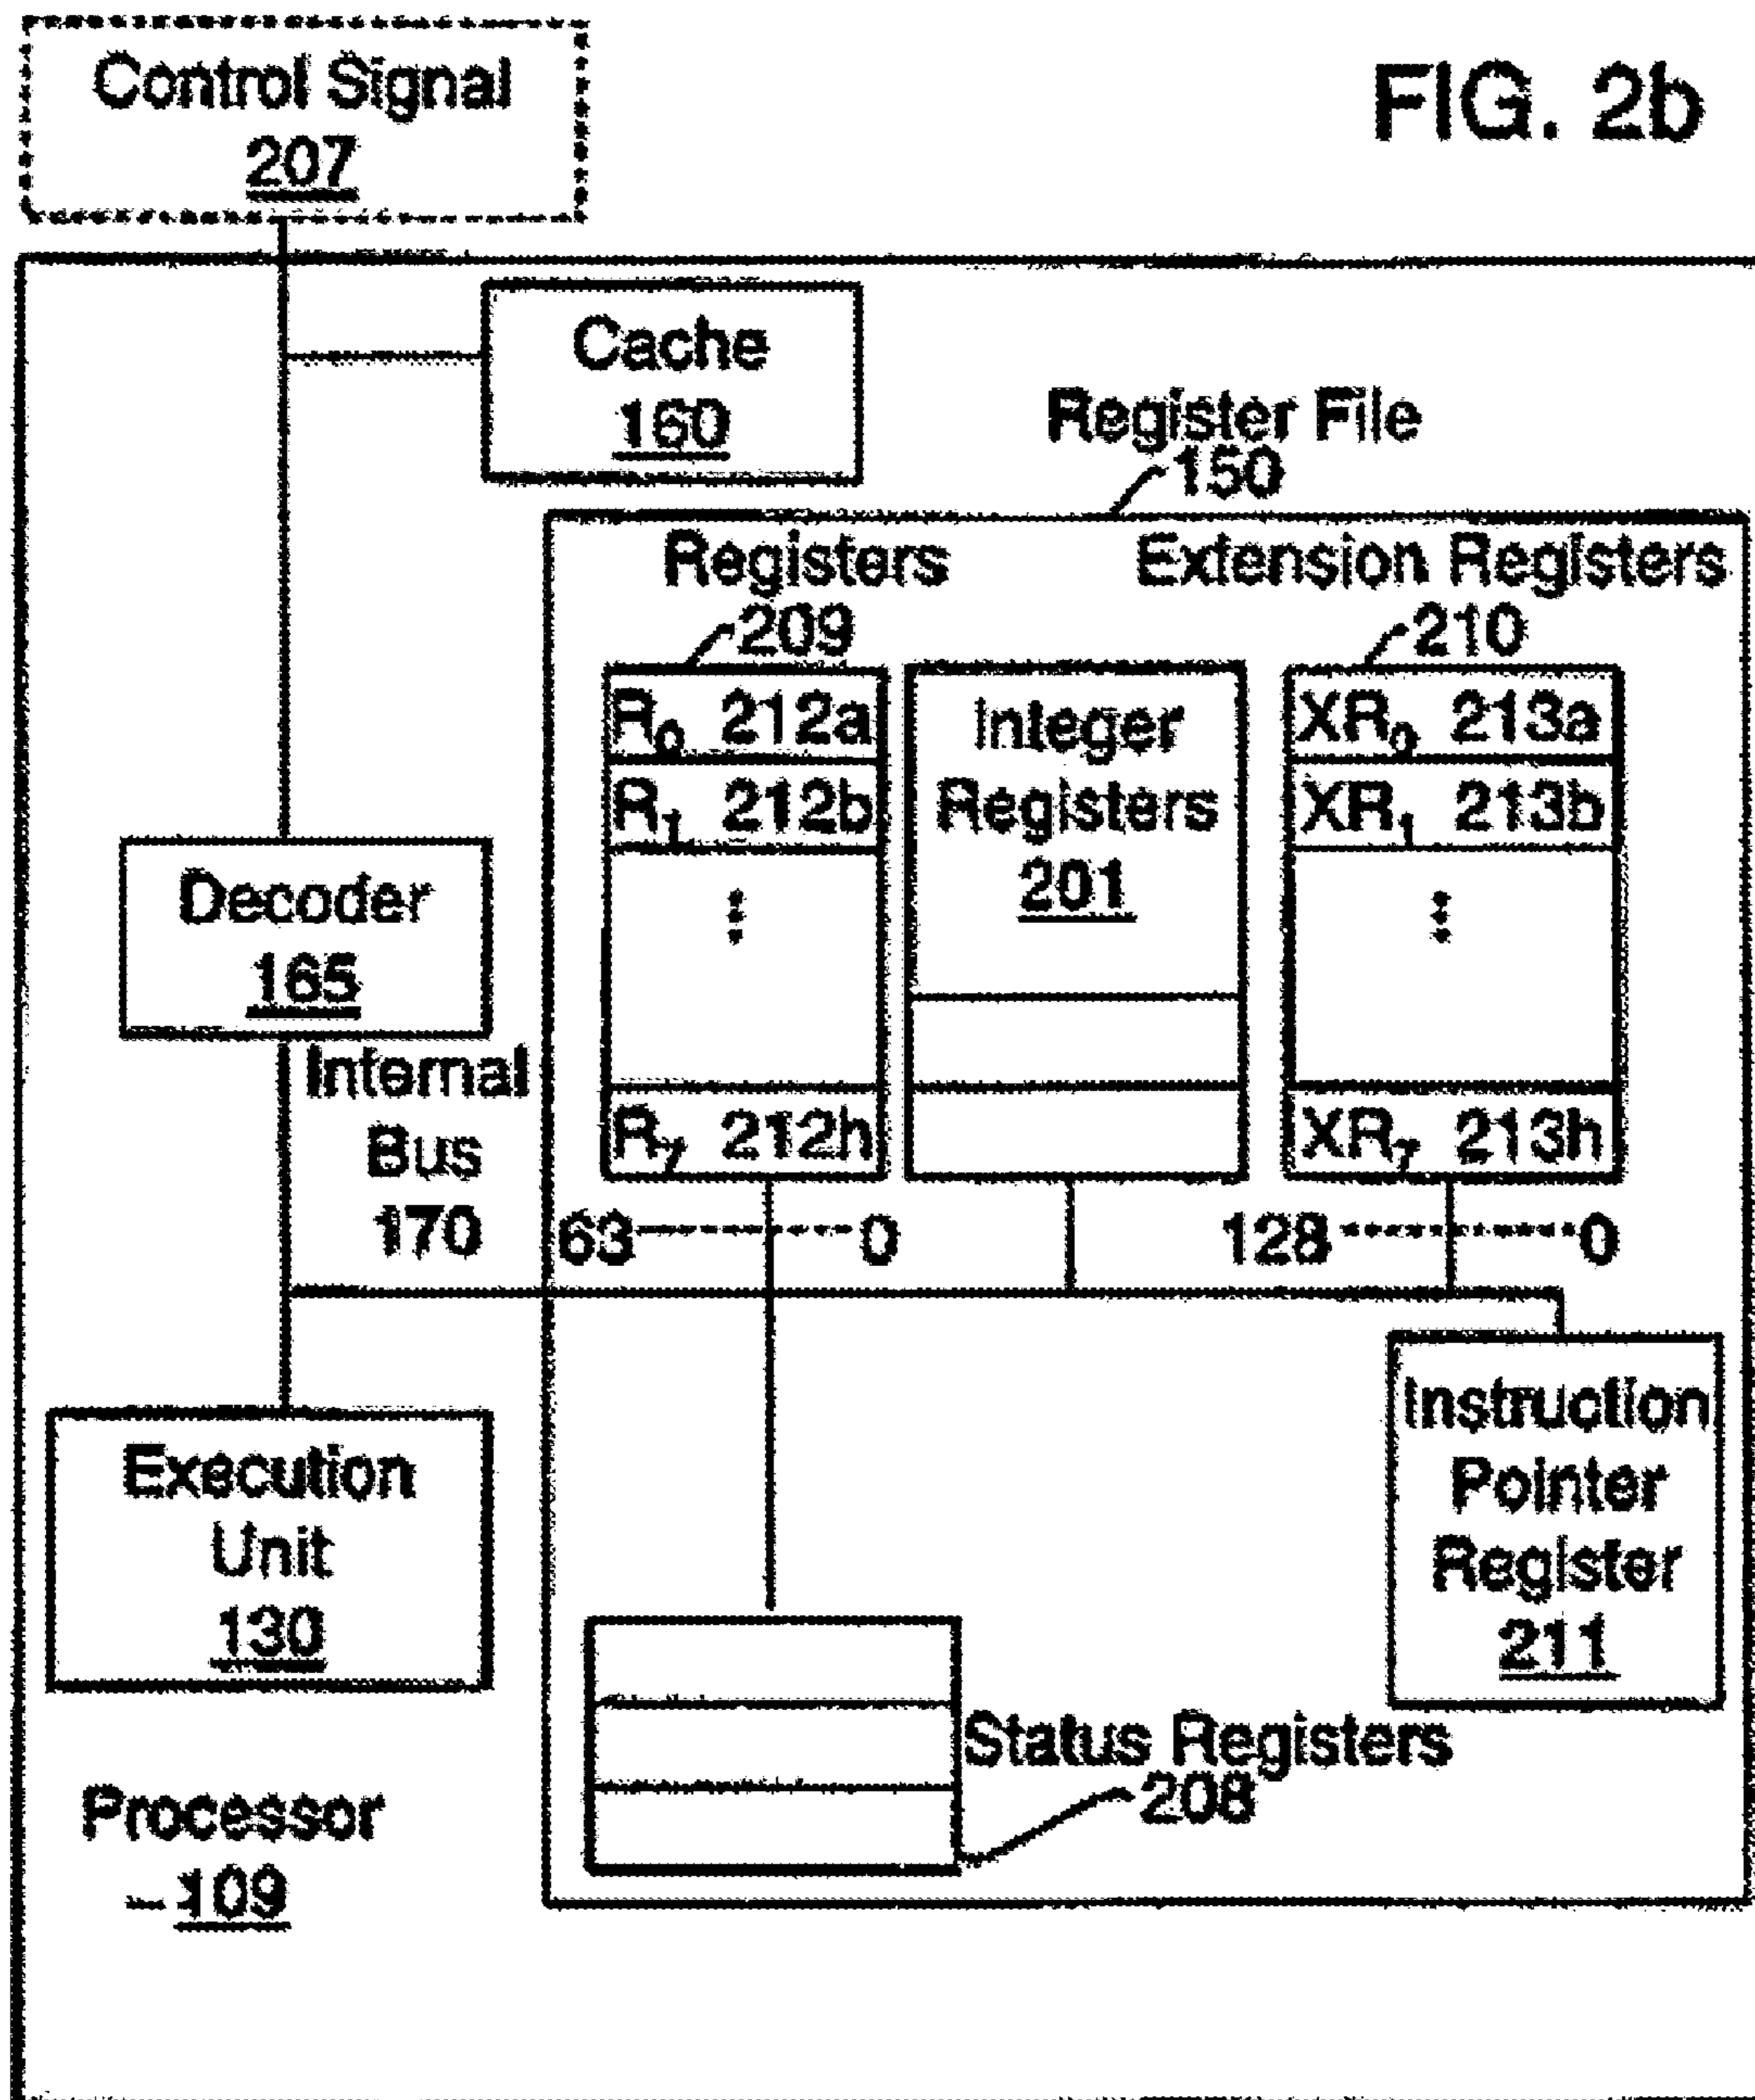 Control Signal
207
FIG. 2b
Cache
160
Register File
150
Registers
209
Extension Registers
210
R0 212a
R1 212b
R7 212h
Integer
Registers
201
XR0 213a
XR1 213b
XR7 213h
Decoder
165
Internal
Bus
170
63 0
128 0
Execution
Unit
130
Instruction
Pointer
Register
211
Status Registers
208
Processor
109